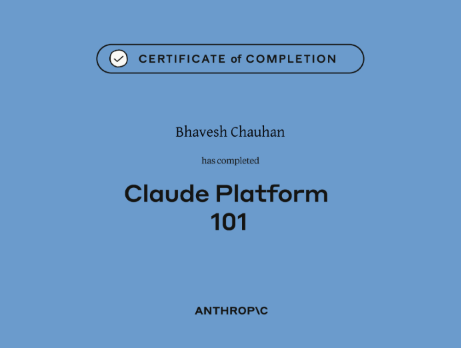 CERTIFICATE of COMPLETION
Bhavesh Chauhan
has completed
Claude Platform
101
ANTHROP\C